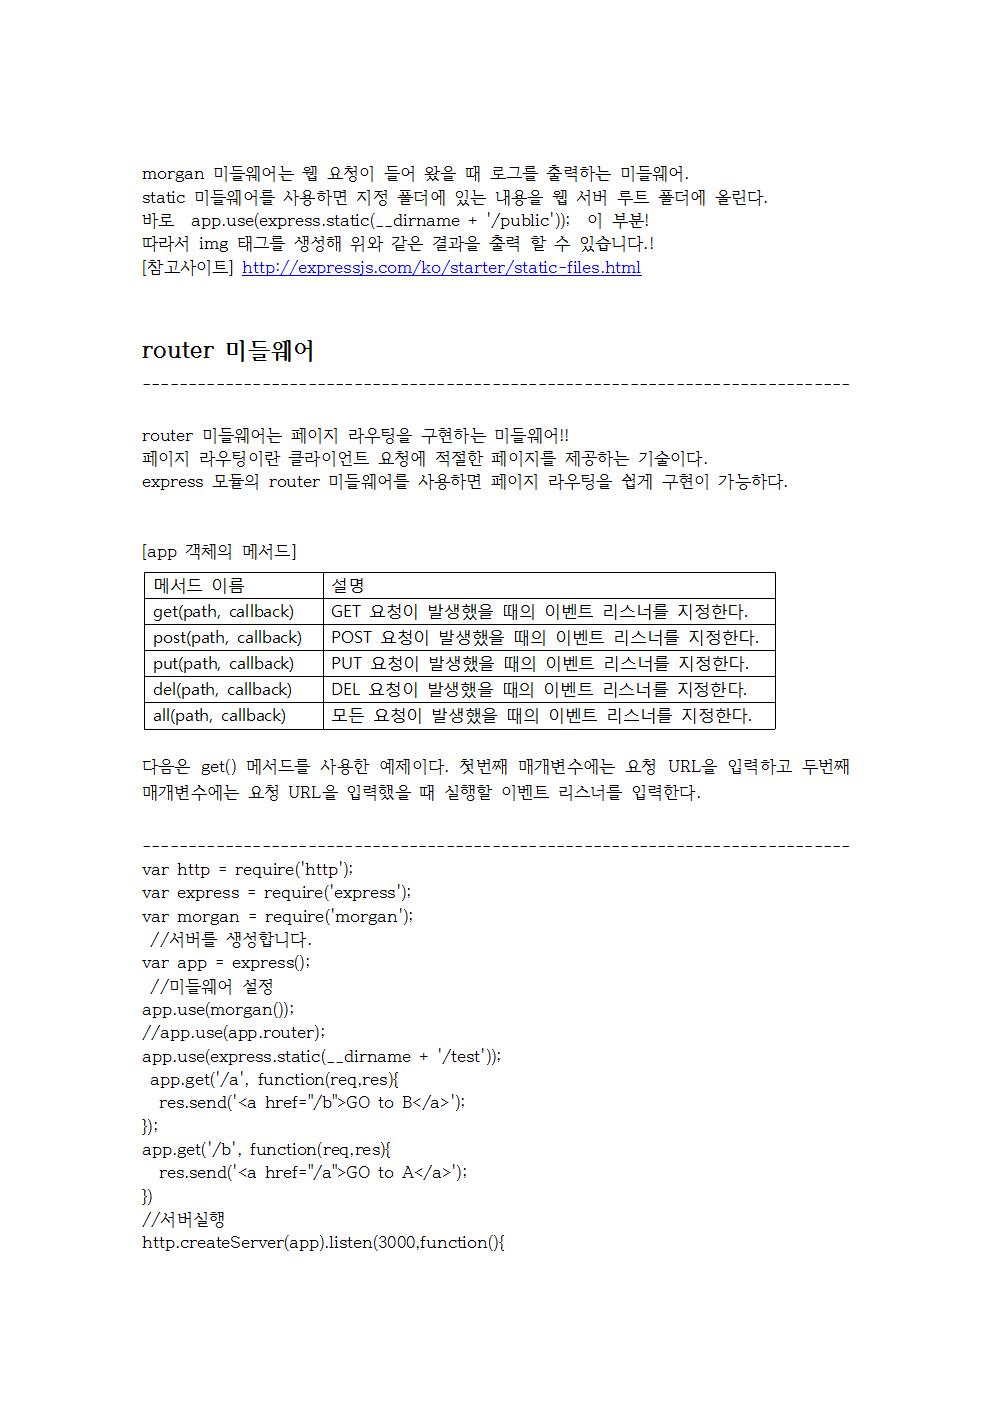 morgan 미들웨어는 웹 요청이 들어 왔을 때 로그를 출력하는 미들웨어.
static 미들웨어를 사용하면 지정 폴더에 있는 내용을 웹 서버 루트 폴더에 올린다.
바로  app.use(express.static(__dirname + '/public'));  이 부분!
따라서 img 태그를 생성해 위와 같은 결과을 출력 할 수 있습니다.!
[참고사이트] http://expressjs.com/ko/starter/static-files.html
router 미들웨어
-----------------------------------------------------------------------------
router 미들웨어는 페이지 라우팅을 구현하는 미들웨어!!
페이지 라우팅이란 클라이언트 요청에 적절한 페이지를 제공하는 기술이다.
express 모듈의 router 미들웨어를 사용하면 페이지 라우팅을 쉽게 구현이 가능하다.
[app 객체의 메서드]
메서드 이름 설명
get(path, callback) GET 요청이 발생했을 때의 이벤트 리스너를 지정한다.
post(path, callback) POST 요청이 발생했을 때의 이벤트 리스너를 지정한다.
put(path, callback) PUT 요청이 발생했을 때의 이벤트 리스너를 지정한다.
del(path, callback) DEL 요청이 발생했을 때의 이벤트 리스너를 지정한다.
all(path, callback) 모든 요청이 발생했을 때의 이벤트 리스너를 지정한다.
다음은 get() 메서드를 사용한 예제이다. 첫번째 매개변수에는 요청 URL을 입력하고 두번째
매개변수에는 요청 URL을 입력했을 때 실행할 이벤트 리스너를 입력한다.
-----------------------------------------------------------------------------
var http = require('http');
var express = require('express');
var morgan = require('morgan');
//서버를 생성합니다.
var app = express();
//미들웨어 설정
app.use(morgan());
//app.use(app.router);
app.use(express.static(__dirname + '/test'));
app.get('/a', function(req,res){
res.send('<a href="/b">GO to B</a>');
});
app.get('/b', function(req,res){
res.send('<a href="/a">GO to A</a>');
})
//서버실행
http.createServer(app).listen(3000,function(){